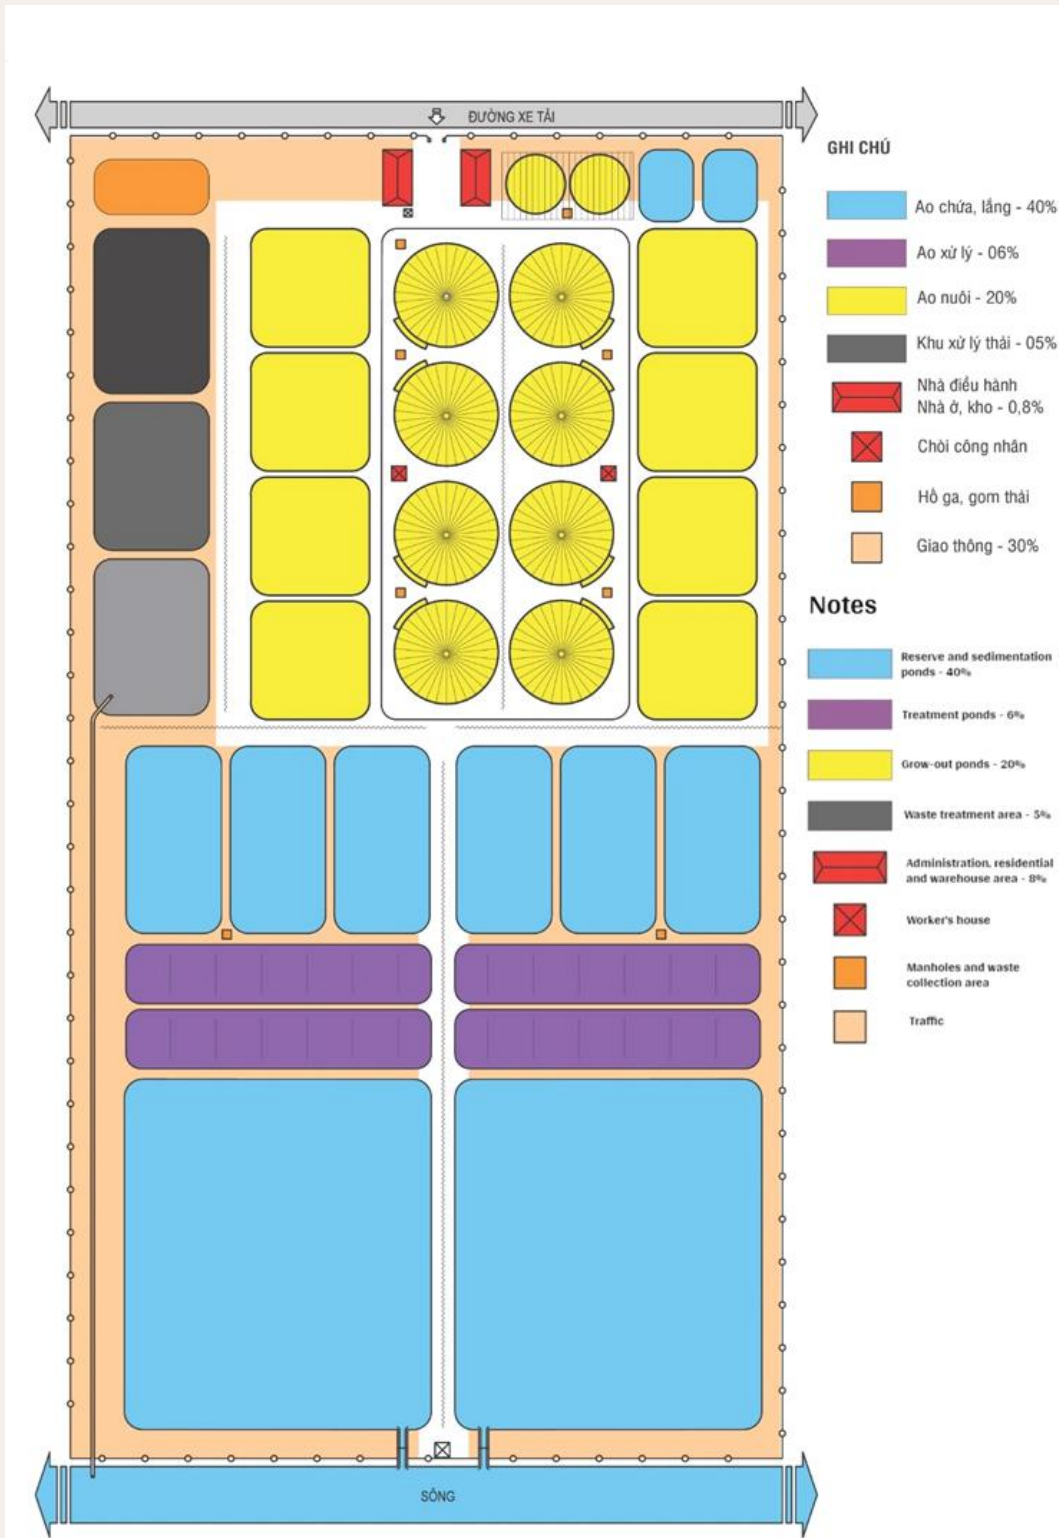 ĐƯỜNG XE TẢI
GHI CHÚ
Ao chứa, lắng - 40%
Ao xử lý - 06%
Ao nuôi - 20%
Khu xử lý thải - 05%
Nhà điều hành
Nhà ở, kho - 0,8%
Chòi công nhân
Hố ga, gom thải
Giao thông - 30%
Notes
Reserve and sedimentation
ponds - 40%
Treatment ponds - 6%
Grow-out ponds - 20%
Waste treatment area - 5%
Administration, residential
and warehouse area - 8%
Worker's house
Manholes and waste
collection area
Traffic
SÔNG